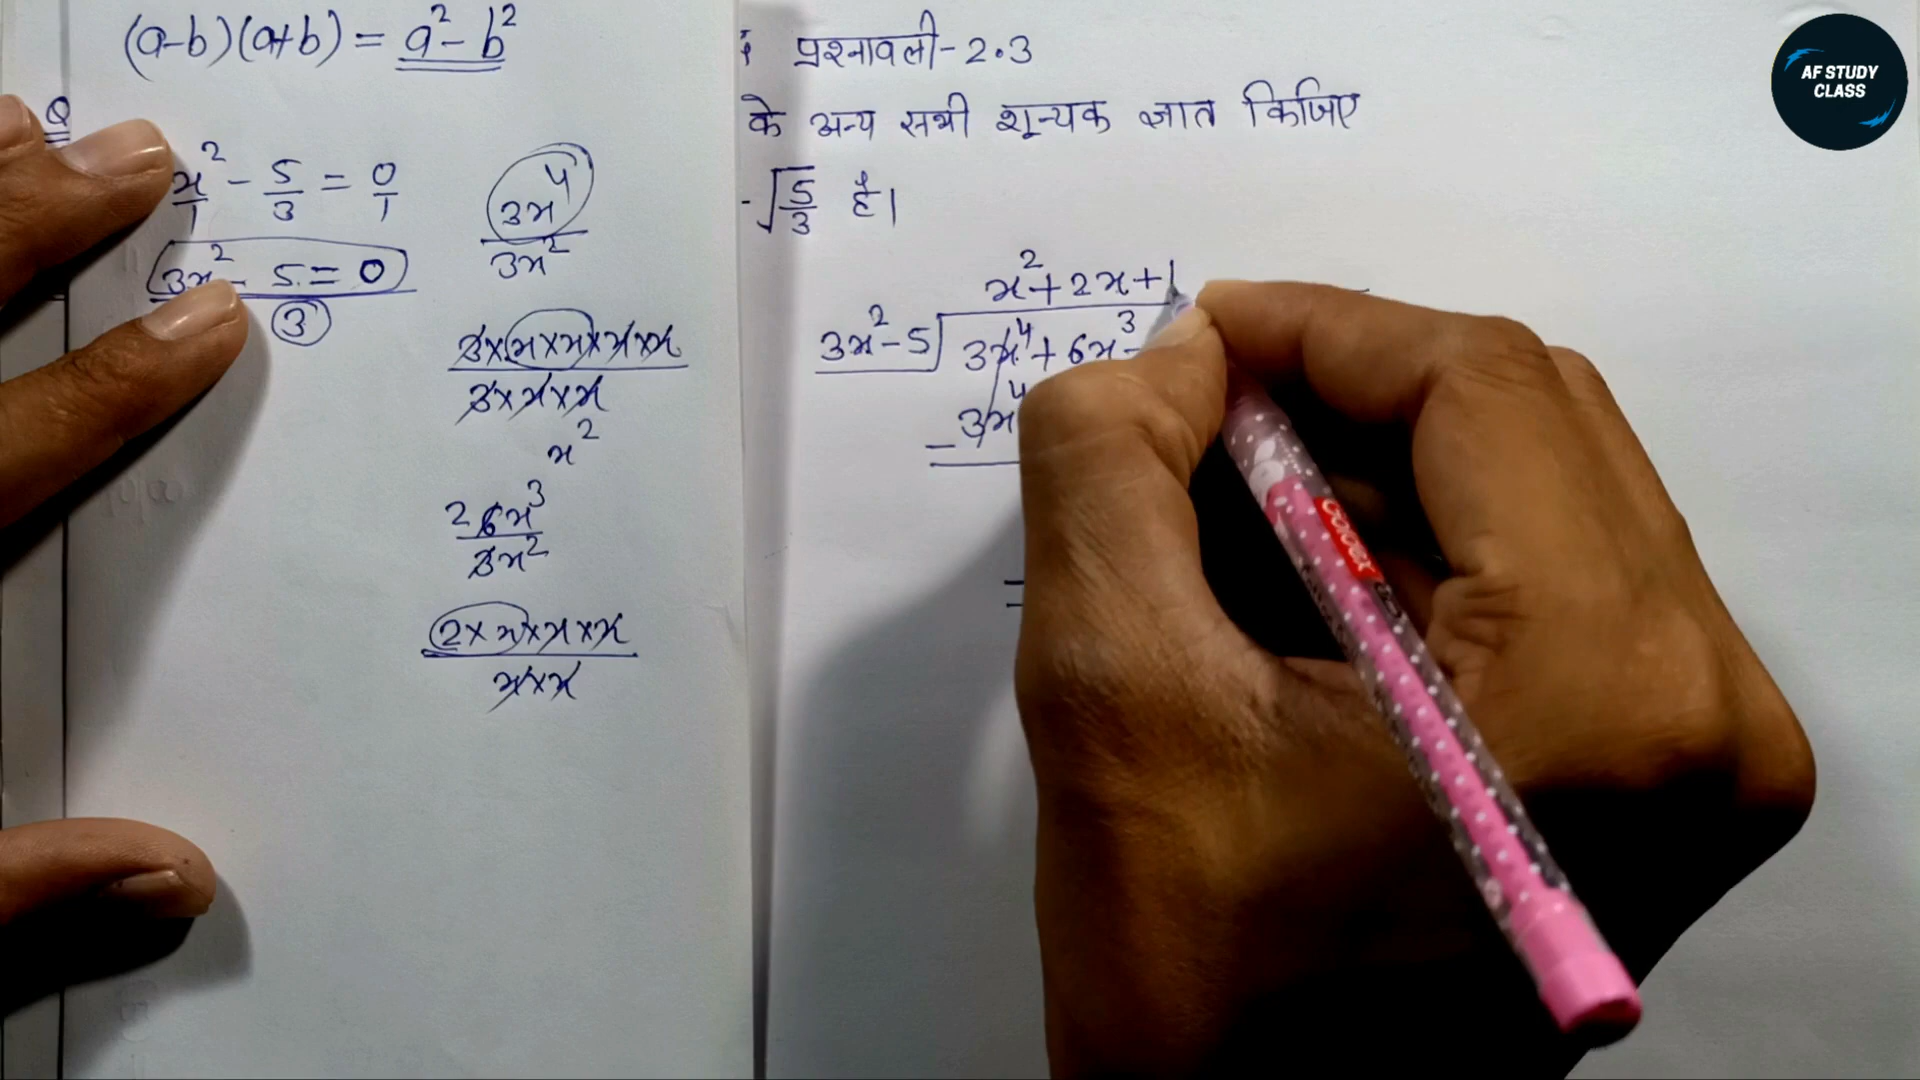 (a-b)(a+b) = a² - b²
Q
x²/1 - 5/3 = 0/1
3x² - 5 = 0
3
3x⁴/3x²
3×x×x×x×x/3×x×x
x²
2 6x³/3x²
2×x×x×x/x×x
प्रश्नावली-2.3
के अन्य सभी शून्यक ज्ञात किजिए
-√5/3 है।
x² + 2x + 1
3x² - 5) 3x⁴ + 6x³ -
3x⁴
-
AF STUDY
CLASS
Goldex